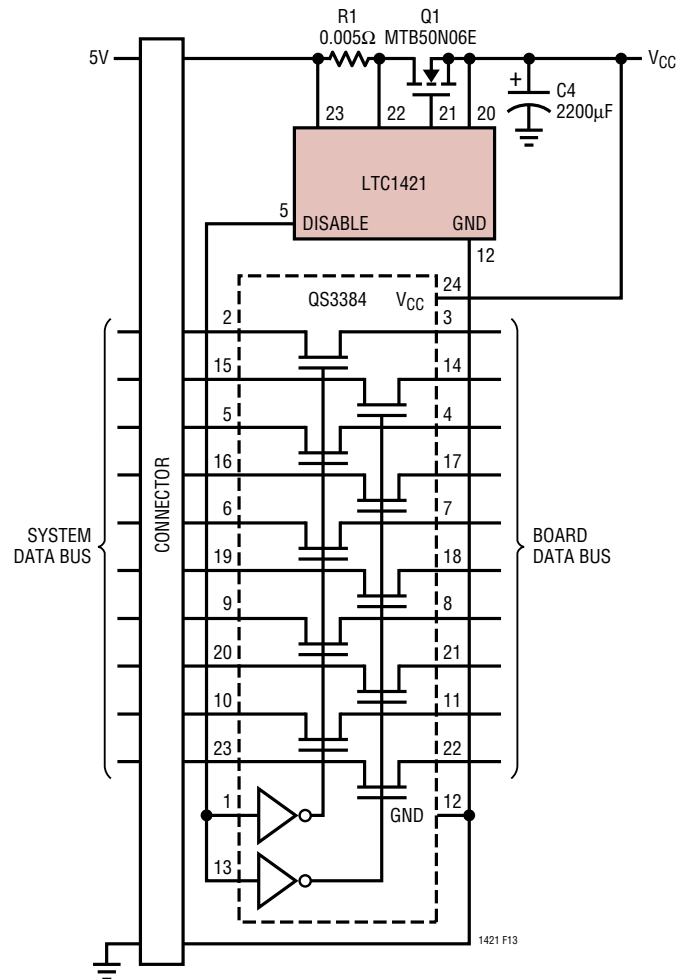 R1
0.005Ω
Q1
MTB50N06E
5V
VCC
+
C4
2200µF
23
22
21
20
LTC1421
5
DISABLE
GND
12
24
QS3384
VCC
2
3
15
14
5
4
16
17
6
7
19
18
9
8
20
21
10
11
23
22
1
GND
12
13
CONNECTOR
SYSTEM
DATA BUS
BOARD
DATA BUS
1421 F13